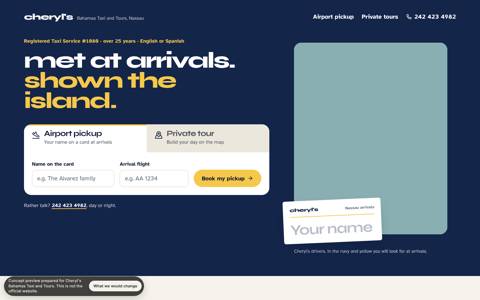 cheryl's Bahamas Taxi and Tours, Nassau
Airport pickup Private tours 242 423 4982
Registered Taxi Service #1080 · over 25 years · English or Spanish
met at arrivals.
shown the
island.
Airport pickup
Your name on a card at arrivals
Private tour
Build your day on the map
Name on the card
e.g. The Alvarez family
Arrival flight
e.g. AA 1234
Book my pickup →
Rather talk? 242 423 4982, day or night.
cheryl's Nassau arrivals
Your name
Cheryl's drivers. In the navy and yellow you will look for at arrivals.
Concept preview prepared for Cheryl's
Bahamas Taxi and Tours. This is not the
official website.
What we would change